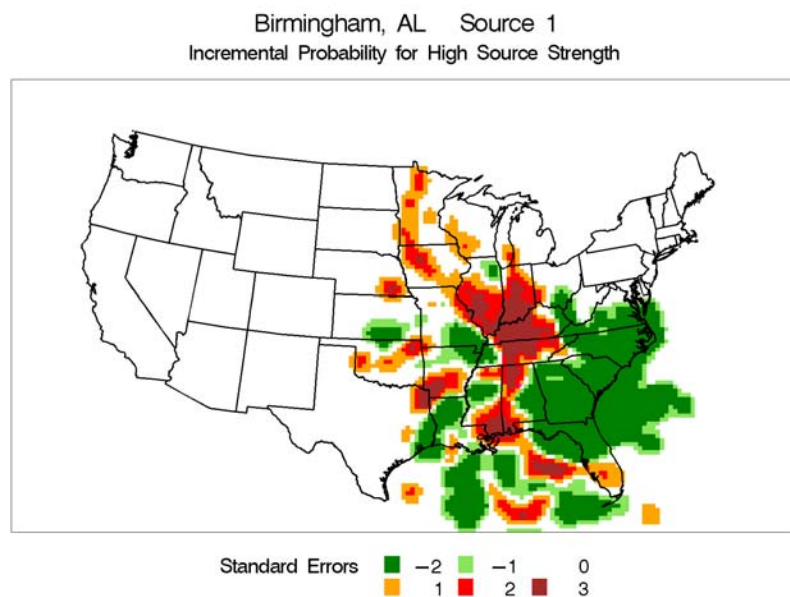 Birmingham, AL Source 1
Incremental Probability for High Source Strength
Standard Errors -2 -1 0
1 2 3